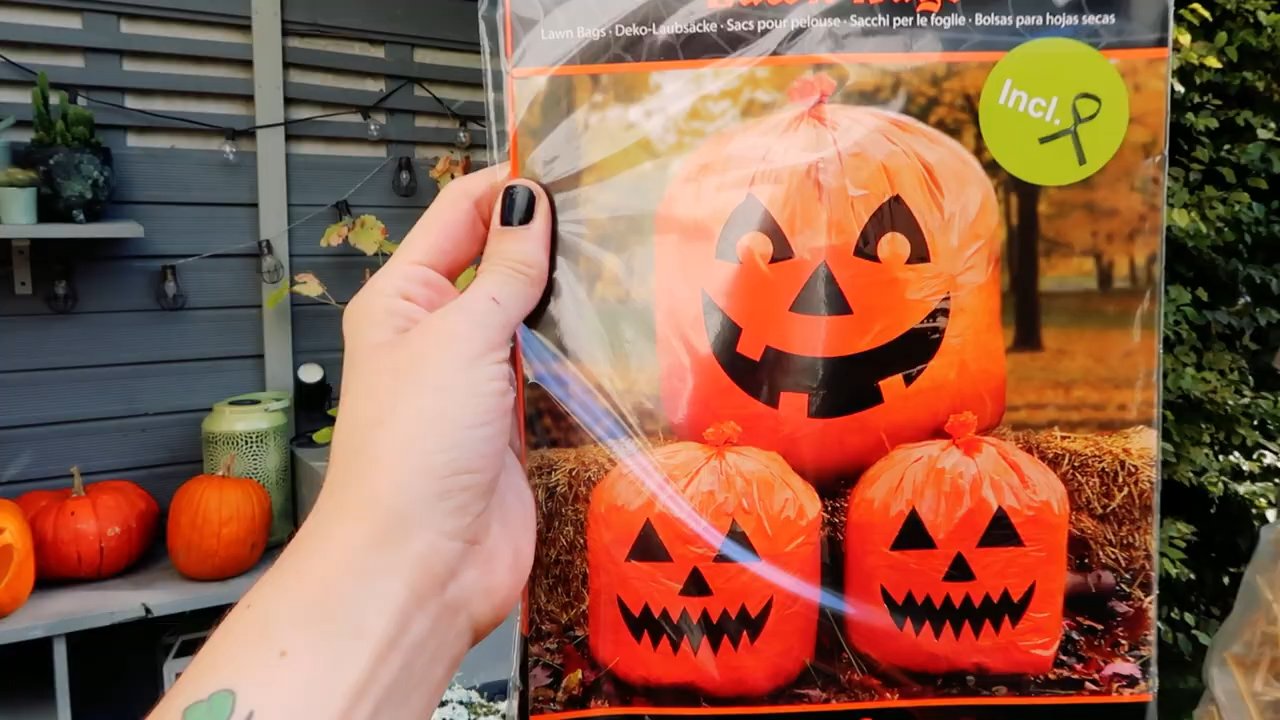 Lawn Bags · Deko-Laubsäcke · Sacs pour pelouse · Sacchi per le foglie · Bolsas para hojas secas
Incl.